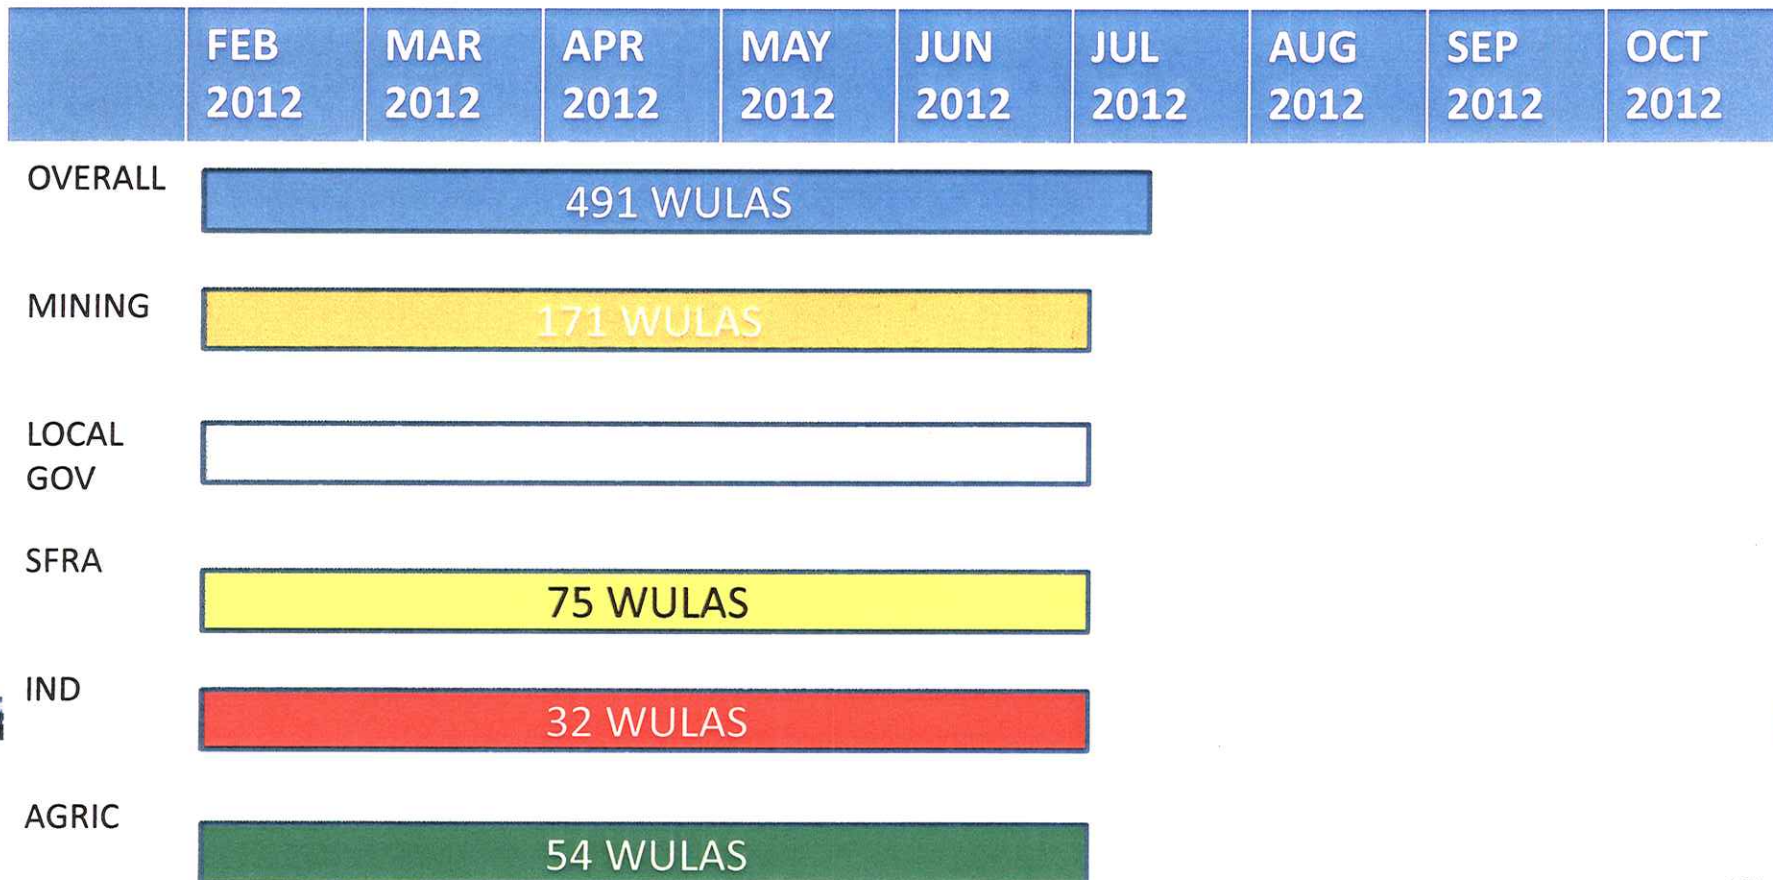 FEB 2012 MAR 2012 APR 2012 MAY 2012 JUN 2012 JUL 2012 AUG 2012 SEP 2012 OCT 2012
OVERALL
491 WULAS
MINING
171 WULAS
LOCAL
GOV
SFRA
75 WULAS
IND
32 WULAS
AGRIC
54 WULAS